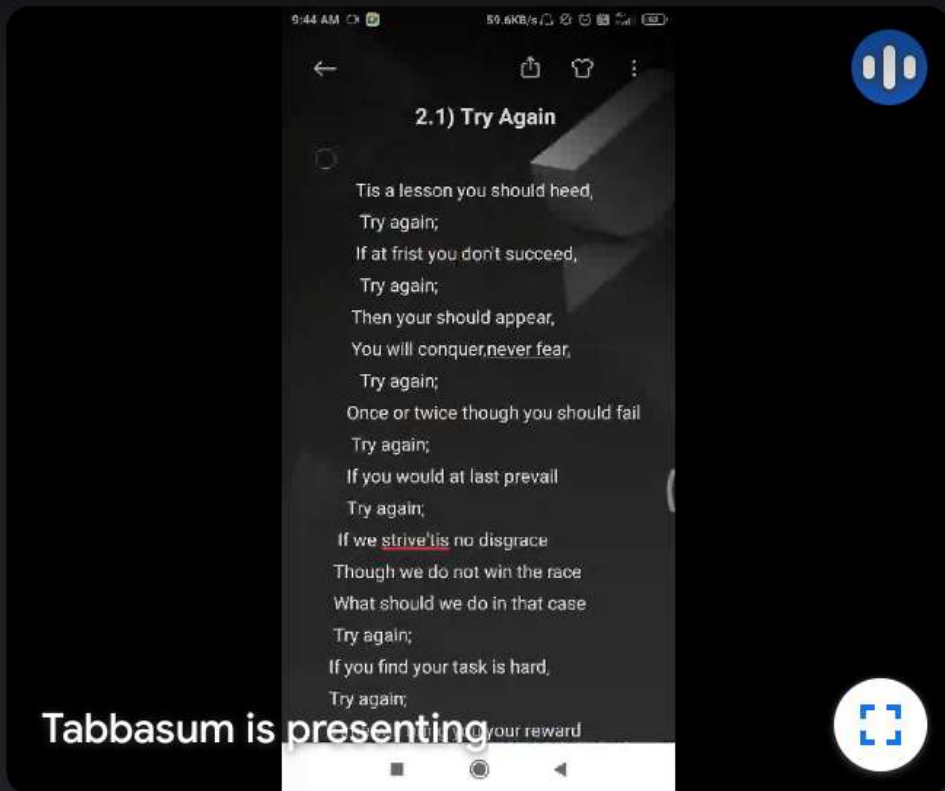 9:44 AM 59.6KB/s 63
2.1) Try Again
Tis a lesson you should heed,
Try again;
If at frist you don't succeed,
Try again;
Then your should appear,
You will conquer,never fear,
Try again;
Once or twice though you should fail
Try again;
If you would at last prevail
Try again;
If we strive'tis no disgrace
Though we do not win the race
What should we do in that case
Try again;
If you find your task is hard,
Try again;
your reward
Tabbasum is presenting